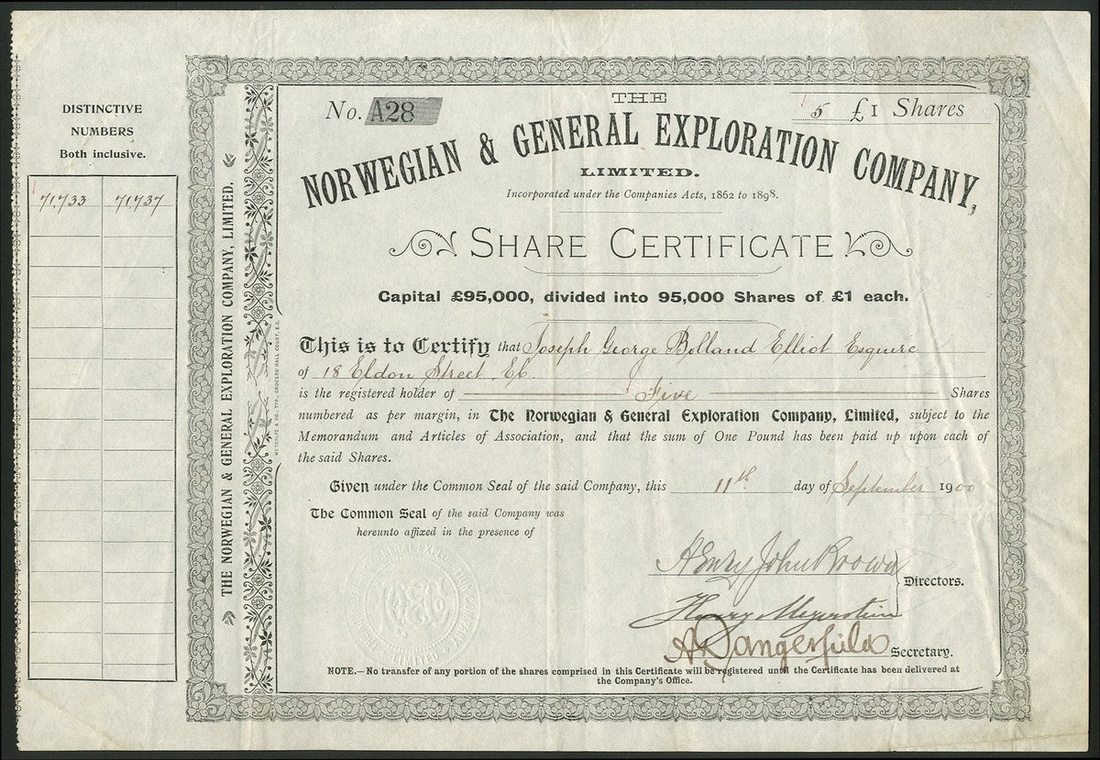 DISTINCTIVE
NUMBERS
Both inclusive.
71,733 71,737
THE NORWEGIAN & GENERAL EXPLORATION COMPANY, LIMITED.
No. A28
5 £1 Shares
THE
NORWEGIAN & GENERAL EXPLORATION COMPANY,
LIMITED.
Incorporated under the Companies Acts, 1862 to 1898.
SHARE CERTIFICATE
Capital £95,000, divided into 95,000 Shares of £1 each.
This is to Certify that Joseph George Bolland Elliot Esquire
of 18 Eldon Street, E.C.
is the registered holder of Five Shares
numbered as per margin, in The Norwegian & General Exploration Company, Limited, subject to the
Memorandum and Articles of Association, and that the sum of One Pound has been paid up upon each of
the said Shares.
Given under the Common Seal of the said Company, this 11th day of September 1900
The Common Seal of the said Company was
hereunto affixed in the presence of
Henry John Brown
Directors.
Harry Meyerstein
A Dangerfield Secretary.
NOTE.—No transfer of any portion of the shares comprised in this Certificate will be registered until the Certificate has been delivered at
the Company's Office.